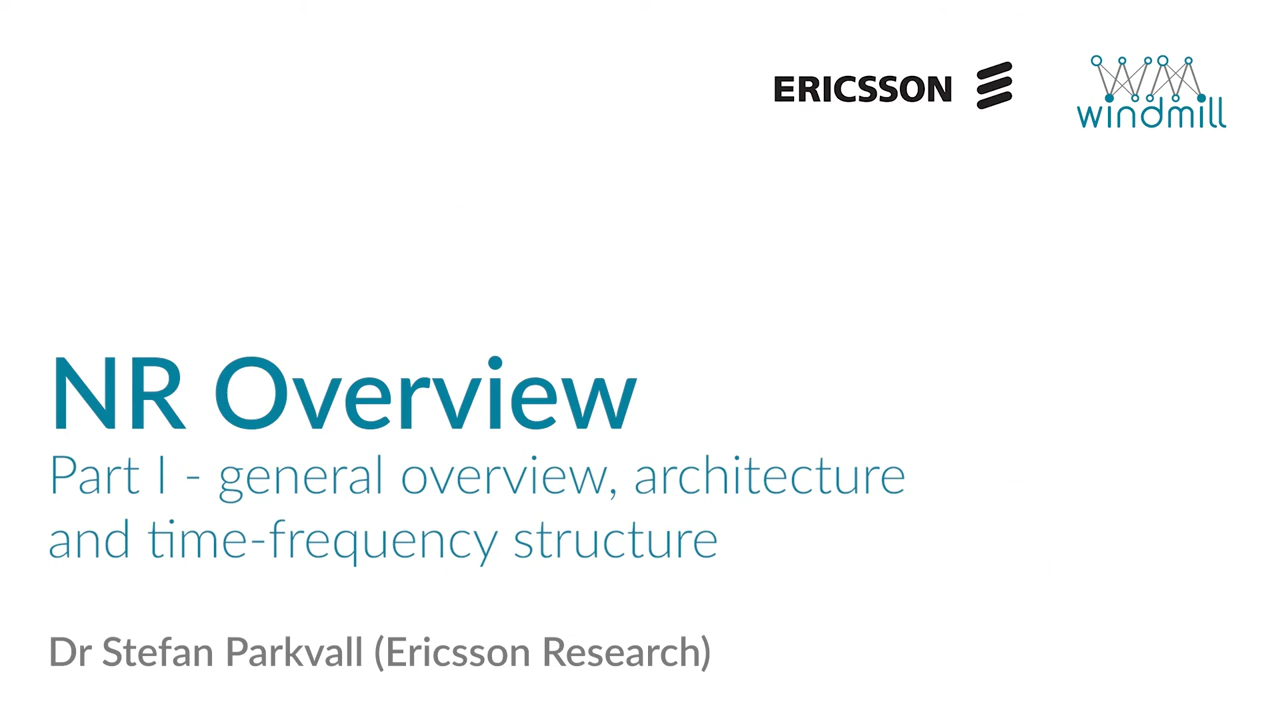 ERICSSON
windmill
NR Overview
Part I - general overview, architecture
and time-frequency structure
Dr Stefan Parkvall (Ericsson Research)